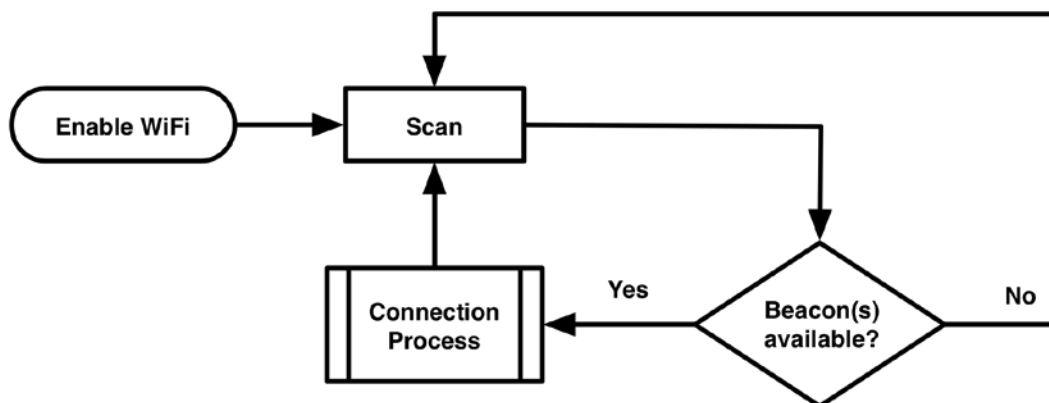 Enable WiFi
Scan
Yes
No
Connection
Process
Beacon(s)
available?